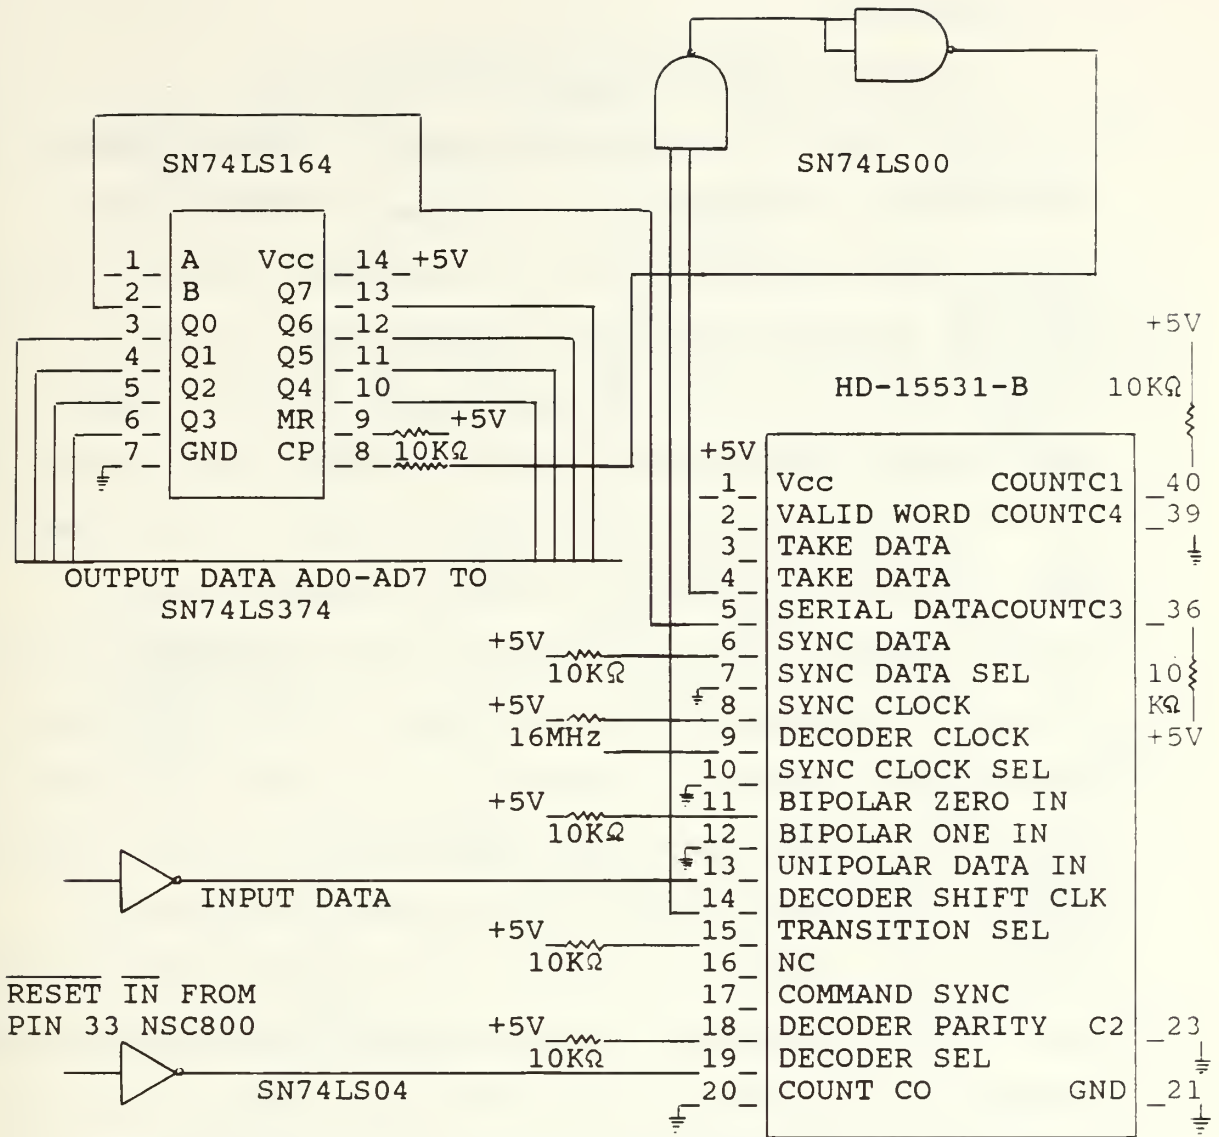 SN74LS164
SN74LS00
1 A Vcc 14 +5V
2 B Q7 13
3 Q0 Q6 12
4 Q1 Q5 11
5 Q2 Q4 10
6 Q3 MR 9 +5V
7 GND CP 8 10KΩ
OUTPUT DATA AD0-AD7 TO
SN74LS374
+5V
HD-15531-B 10KΩ
+5V
1 Vcc COUNTC1 40
2 VALID WORD COUNTC4 39
3 TAKE DATA
4 TAKE DATA
5 SERIAL DATACOUNTC3 36
+5V 6 SYNC DATA
10KΩ 7 SYNC DATA SEL 10
+5V 8 SYNC CLOCK KΩ
16MHz 9 DECODER CLOCK +5V
10 SYNC CLOCK SEL
+5V 11 BIPOLAR ZERO IN
10KΩ 12 BIPOLAR ONE IN
13 UNIPOLAR DATA IN
INPUT DATA 14 DECODER SHIFT CLK
+5V 15 TRANSITION SEL
10KΩ 16 NC
RESET IN FROM 17 COMMAND SYNC
PIN 33 NSC800 +5V 18 DECODER PARITY C2 23
10KΩ 19 DECODER SEL
SN74LS04 20 COUNT CO GND 21